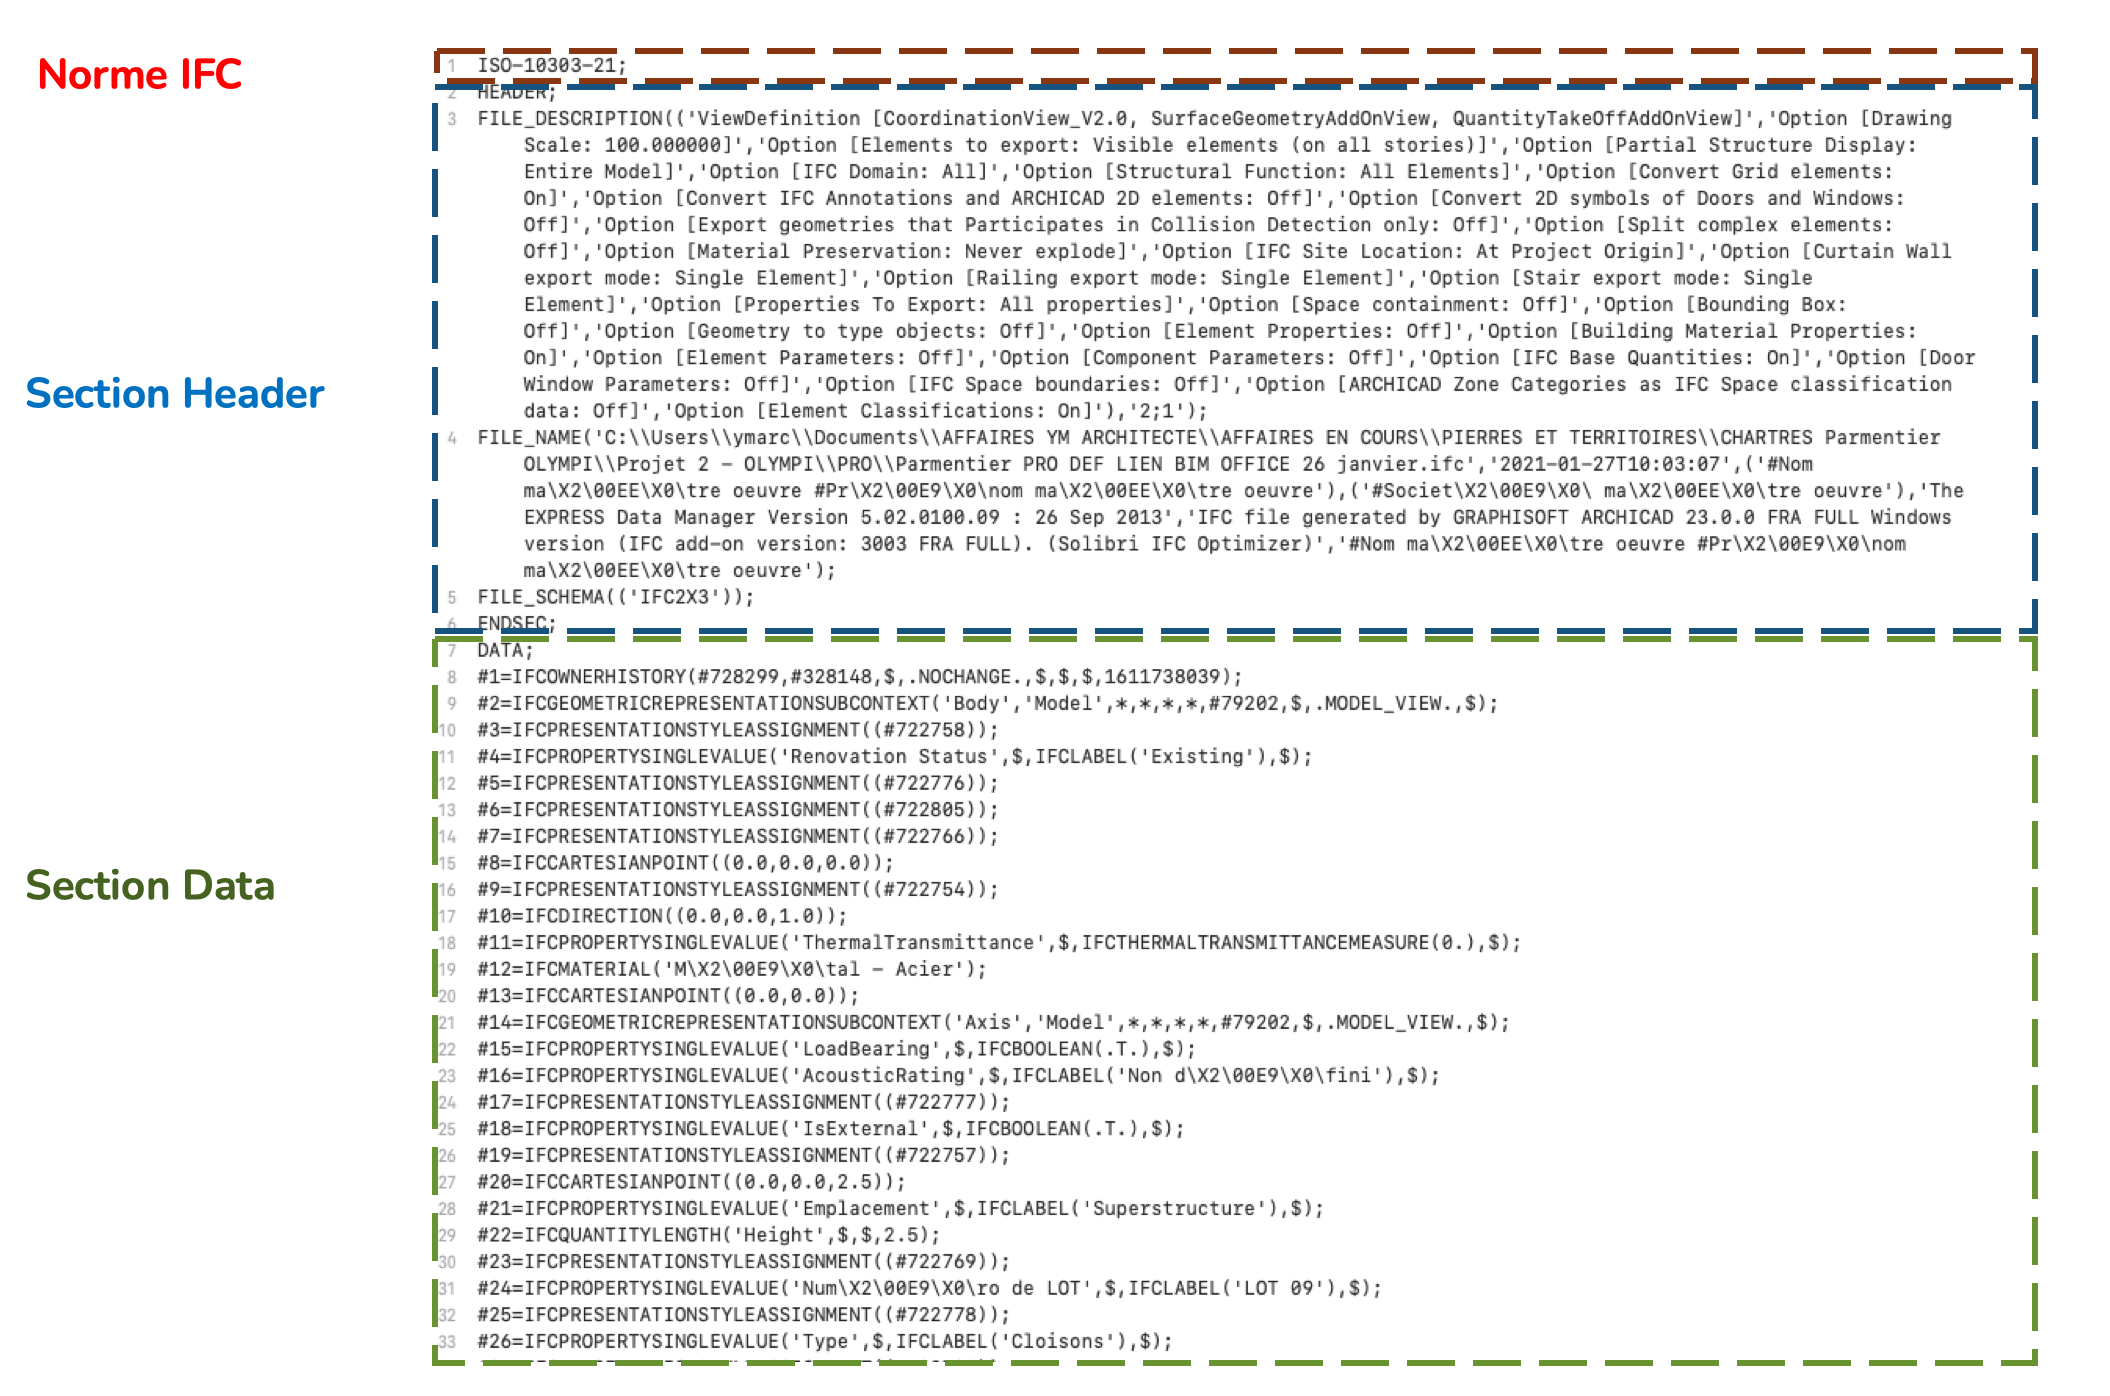 Norme IFC
1 ISO-10303-21;
2 HEADER;
3 FILE_DESCRIPTION(('ViewDefinition [CoordinationView_V2.0, SurfaceGeometryAddOnView, QuantityTakeOffAddOnView]','Option [Drawing
Scale: 100.000000]','Option [Elements to export: Visible elements (on all stories)]','Option [Partial Structure Display:
Entire Model]','Option [IFC Domain: All]','Option [Structural Function: All Elements]','Option [Convert Grid elements:
On]','Option [Convert IFC Annotations and ARCHICAD 2D elements: Off]','Option [Convert 2D symbols of Doors and Windows:
Off]','Option [Export geometries that Participates in Collision Detection only: Off]','Option [Split complex elements:
Off]','Option [Material Preservation: Never explode]','Option [IFC Site Location: At Project Origin]','Option [Curtain Wall
export mode: Single Element]','Option [Railing export mode: Single Element]','Option [Stair export mode: Single
Element]','Option [Properties To Export: All properties]','Option [Space containment: Off]','Option [Bounding Box:
Off]','Option [Geometry to type objects: Off]','Option [Element Properties: Off]','Option [Building Material Properties:
On]','Option [Element Parameters: Off]','Option [Component Parameters: Off]','Option [IFC Base Quantities: On]','Option [Door
Window Parameters: Off]','Option [IFC Space boundaries: Off]','Option [ARCHICAD Zone Categories as IFC Space classification
data: Off]','Option [Element Classifications: On]'),'2;1');
Section Header
4 FILE_NAME('C:\\Users\\ymarc\\Documents\\AFFAIRES YM ARCHITECTE\\AFFAIRES EN COURS\\PIERRES ET TERRITOIRES\\CHARTRES Parmentier
OLYMPI\\Projet 2 – OLYMPI\\PRO\\Parmentier PRO DEF LIEN BIM OFFICE 26 janvier.ifc','2021-01-27T10:03:07',('#Nom
ma\X2\00EE\X0\tre oeuvre #Pr\X2\00E9\X0\nom ma\X2\00EE\X0\tre oeuvre'),('#Societ\X2\00E9\X0\ ma\X2\00EE\X0\tre oeuvre'),'The
EXPRESS Data Manager Version 5.02.0100.09 : 26 Sep 2013','IFC file generated by GRAPHISOFT ARCHICAD 23.0.0 FRA FULL Windows
version (IFC add-on version: 3003 FRA FULL). (Solibri IFC Optimizer)','#Nom ma\X2\00EE\X0\tre oeuvre #Pr\X2\00E9\X0\nom
ma\X2\00EE\X0\tre oeuvre');
5 FILE_SCHEMA(('IFC2X3'));
6 ENDSEC;
7 DATA;
8 #1=IFCOWNERHISTORY(#728299,#328148,$,.NOCHANGE.,$,$,$,1611738039);
9 #2=IFCGEOMETRICREPRESENTATIONSUBCONTEXT('Body','Model',*,*,*,*,#79202,$,.MODEL_VIEW.,$);
10 #3=IFCPRESENTATIONSTYLEASSIGNMENT((#722758));
11 #4=IFCPROPERTYSINGLEVALUE('Renovation Status',$,IFCLABEL('Existing'),$);
12 #5=IFCPRESENTATIONSTYLEASSIGNMENT((#722776));
13 #6=IFCPRESENTATIONSTYLEASSIGNMENT((#722805));
14 #7=IFCPRESENTATIONSTYLEASSIGNMENT((#722766));
15 #8=IFCCARTESIANPOINT((0.0,0.0,0.0));
Section Data
16 #9=IFCPRESENTATIONSTYLEASSIGNMENT((#722754));
17 #10=IFCDIRECTION((0.0,0.0,1.0));
18 #11=IFCPROPERTYSINGLEVALUE('ThermalTransmittance',$,IFCTHERMALTRANSMITTANCEMEASURE(0.),$);
19 #12=IFCMATERIAL('M\X2\00E9\X0\tal – Acier');
20 #13=IFCCARTESIANPOINT((0.0,0.0));
21 #14=IFCGEOMETRICREPRESENTATIONSUBCONTEXT('Axis','Model',*,*,*,*,#79202,$,.MODEL_VIEW.,$);
22 #15=IFCPROPERTYSINGLEVALUE('LoadBearing',$,IFCBOOLEAN(.T.),$);
23 #16=IFCPROPERTYSINGLEVALUE('AcousticRating',$,IFCLABEL('Non d\X2\00E9\X0\fini'),$);
24 #17=IFCPRESENTATIONSTYLEASSIGNMENT((#722777));
25 #18=IFCPROPERTYSINGLEVALUE('IsExternal',$,IFCBOOLEAN(.T.),$);
26 #19=IFCPRESENTATIONSTYLEASSIGNMENT((#722757));
27 #20=IFCCARTESIANPOINT((0.0,0.0,2.5));
28 #21=IFCPROPERTYSINGLEVALUE('Emplacement',$,IFCLABEL('Superstructure'),$);
29 #22=IFCQUANTITYLENGTH('Height',$,$,2.5);
30 #23=IFCPRESENTATIONSTYLEASSIGNMENT((#722769));
31 #24=IFCPROPERTYSINGLEVALUE('Num\X2\00E9\X0\ro de LOT',$,IFCLABEL('LOT 09'),$);
32 #25=IFCPRESENTATIONSTYLEASSIGNMENT((#722778));
33 #26=IFCPROPERTYSINGLEVALUE('Type',$,IFCLABEL('Cloisons'),$);